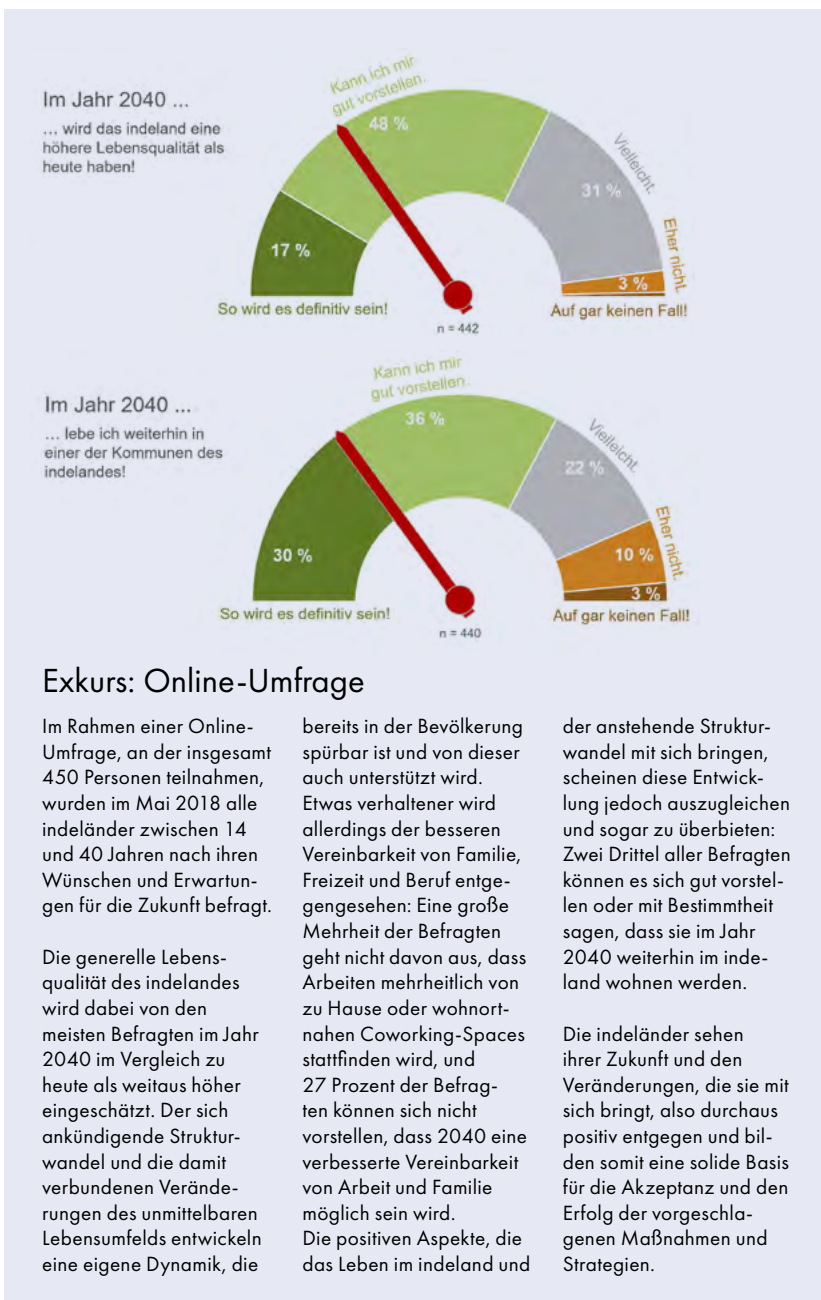 Im Jahr 2040 ...
... wird das indeland eine
höhere Lebensqualität als
heute haben!
Kann ich mir
gut vorstellen.
48 %
Vielleicht.
31 %
Eher nicht.
17 %
3 %
So wird es definitiv sein!
Auf gar keinen Fall!
n = 442
Im Jahr 2040 ...
... lebe ich weiterhin in
einer der Kommunen des
indelandes!
Kann ich mir
gut vorstellen.
36 %
Vielleicht.
22 %
Eher nicht.
30 %
10 %
3 %
So wird es definitiv sein!
Auf gar keinen Fall!
n = 440
Exkurs: Online-Umfrage
Im Rahmen einer Online-
Umfrage, an der insgesamt
450 Personen teilnahmen,
wurden im Mai 2018 alle
indeländer zwischen 14
und 40 Jahren nach ihren
Wünschen und Erwartun-
gen für die Zukunft befragt.
Die generelle Lebens-
qualität des indelandes
wird dabei von den
meisten Befragten im Jahr
2040 im Vergleich zu
heute als weitaus höher
eingeschätzt. Der sich
ankündigende Struktur-
wandel und die damit
verbundenen Verände-
rungen des unmittelbaren
Lebensumfelds entwickeln
eine eigene Dynamik, die
bereits in der Bevölkerung
spürbar ist und von dieser
auch unterstützt wird.
Etwas verhaltener wird
allerdings der besseren
Vereinbarkeit von Familie,
Freizeit und Beruf entge-
gengesehen: Eine große
Mehrheit der Befragten
geht nicht davon aus, dass
Arbeiten mehrheitlich von
zu Hause oder wohnort-
nahen Coworking-Spaces
stattfinden wird, und
27 Prozent der Befrag-
ten können sich nicht
vorstellen, dass 2040 eine
verbesserte Vereinbarkeit
von Arbeit und Familie
möglich sein wird.
Die positiven Aspekte, die
das Leben im indeland und
der anstehende Struktur-
wandel mit sich bringen,
scheinen diese Entwick-
lung jedoch auszugleichen
und sogar zu überbieten:
Zwei Drittel aller Befragten
können es sich gut vorstel-
len oder mit Bestimmtheit
sagen, dass sie im Jahr
2040 weiterhin im inde-
land wohnen werden.
Die indeländer sehen
ihrer Zukunft und den
Veränderungen, die sie mit
sich bringt, also durchaus
positiv entgegen und bil-
den somit eine solide Basis
für die Akzeptanz und den
Erfolg der vorgeschla-
genen Maßnahmen und
Strategien.